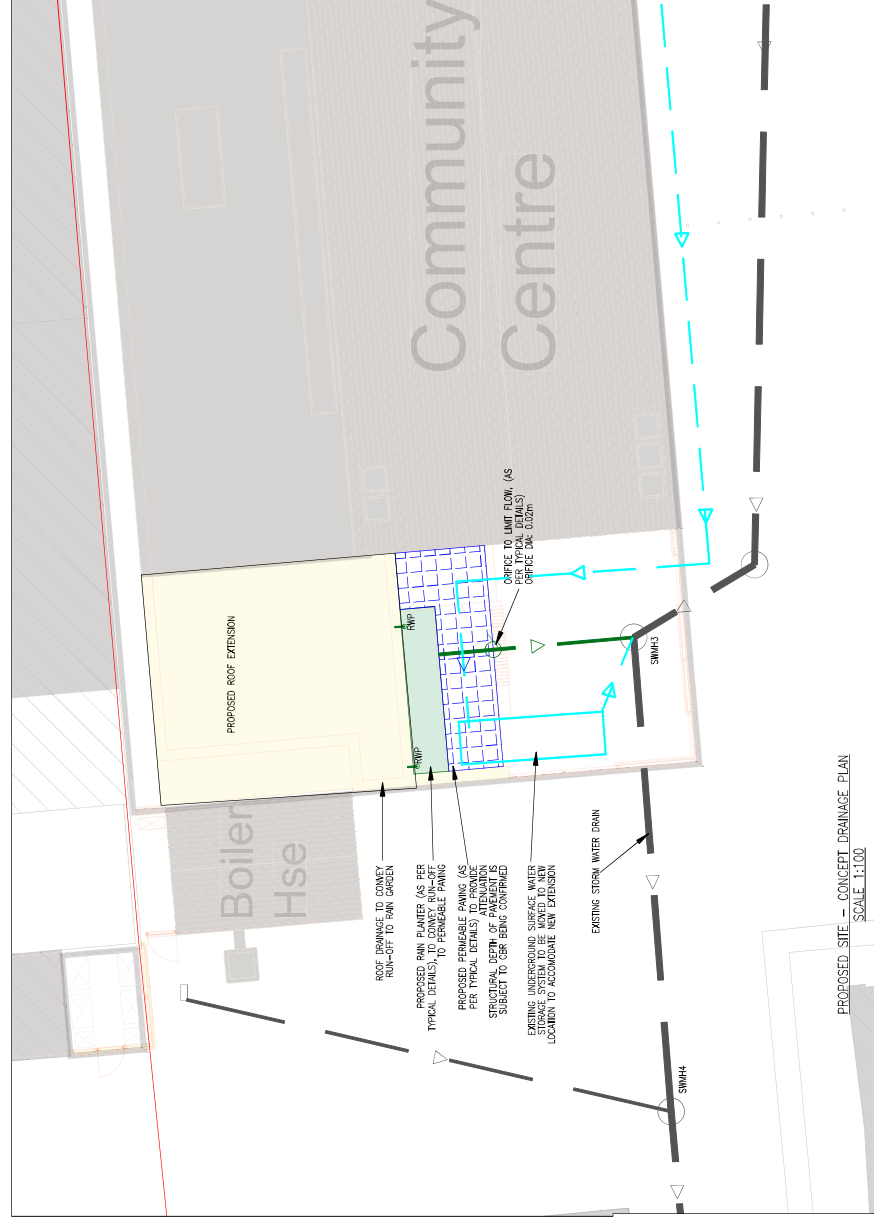 Community
Centre
PROPOSED ROOF EXTENSION
RWP
RWP
ORIFICE TO LIMIT FLOW, (AS
PER TYPICAL DETAILS)
ORIFICE DIA: 0.02m
SWMH3
Boiler
Hse
ROOF DRAINAGE TO CONVEY
RUN-OFF TO RAIN GARDEN
PROPOSED RAIN PLANTER (AS PER
TYPICAL DETAILS), TO CONVEY RUN-OFF
TO PERMEABLE PAVING
PROPOSED PERMEABLE PAVING (AS
PER TYPICAL DETAILS) TO PROVIDE
ATTENUATION
STRUCTURAL DEPTH OF PAVEMENT IS
SUBJECT TO CBR BEING CONFIRMED
EXISTING UNDERGROUND SURFACE WATER
STORAGE SYSTEM TO BE MOVED TO NEW
LOCATION TO ACCOMODATE NEW EXTENSION
EXISTING STORM WATER DRAIN
SWMH4
PROPOSED SITE - CONCEPT DRAINAGE PLAN
SCALE 1:100